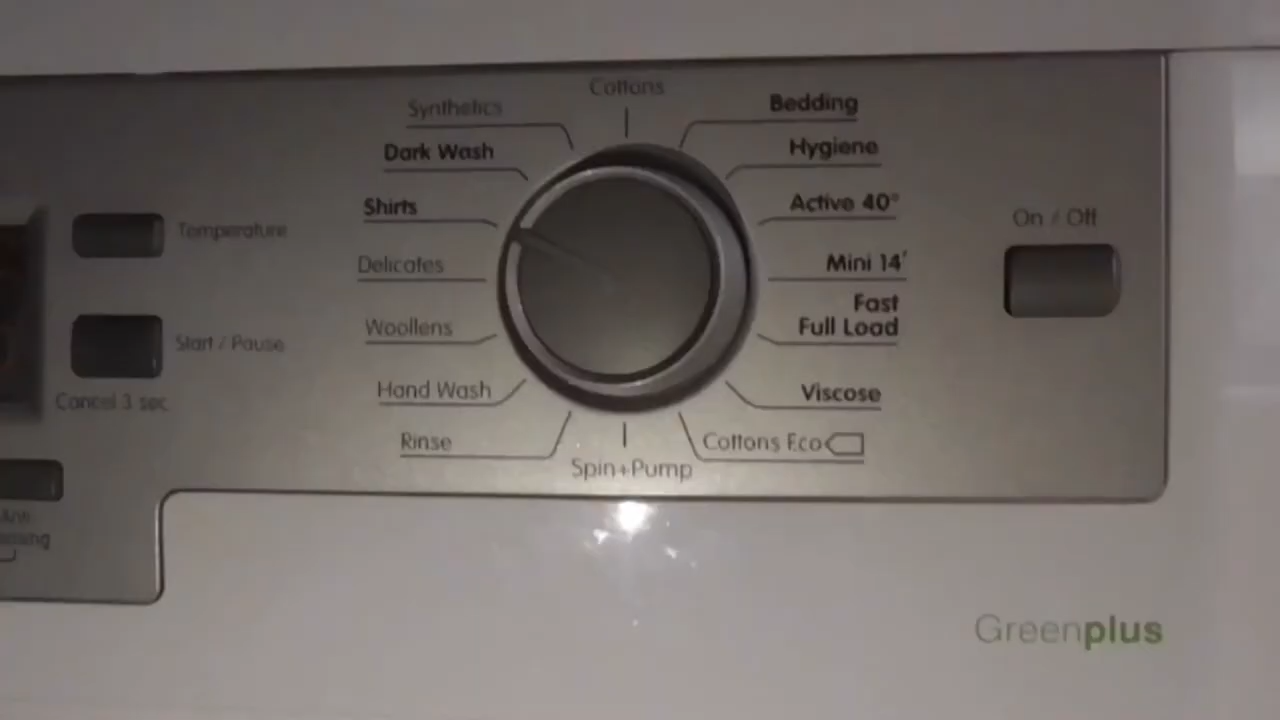 Cottons
Synthetics
Bedding
Dark Wash
Hygiene
Shirts
Active 40°
Temperature
On / Off
Delicates
Mini 14'
Fast
Full Load
Woollens
Start / Pause
Hand Wash
Viscose
Cancel 3 sec
Rinse
Cottons Eco
Spin+Pump
Greenplus